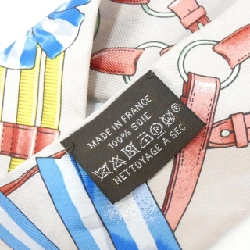 MADE IN FRANCE
100% SOIE
NETTOYAGE A SEC